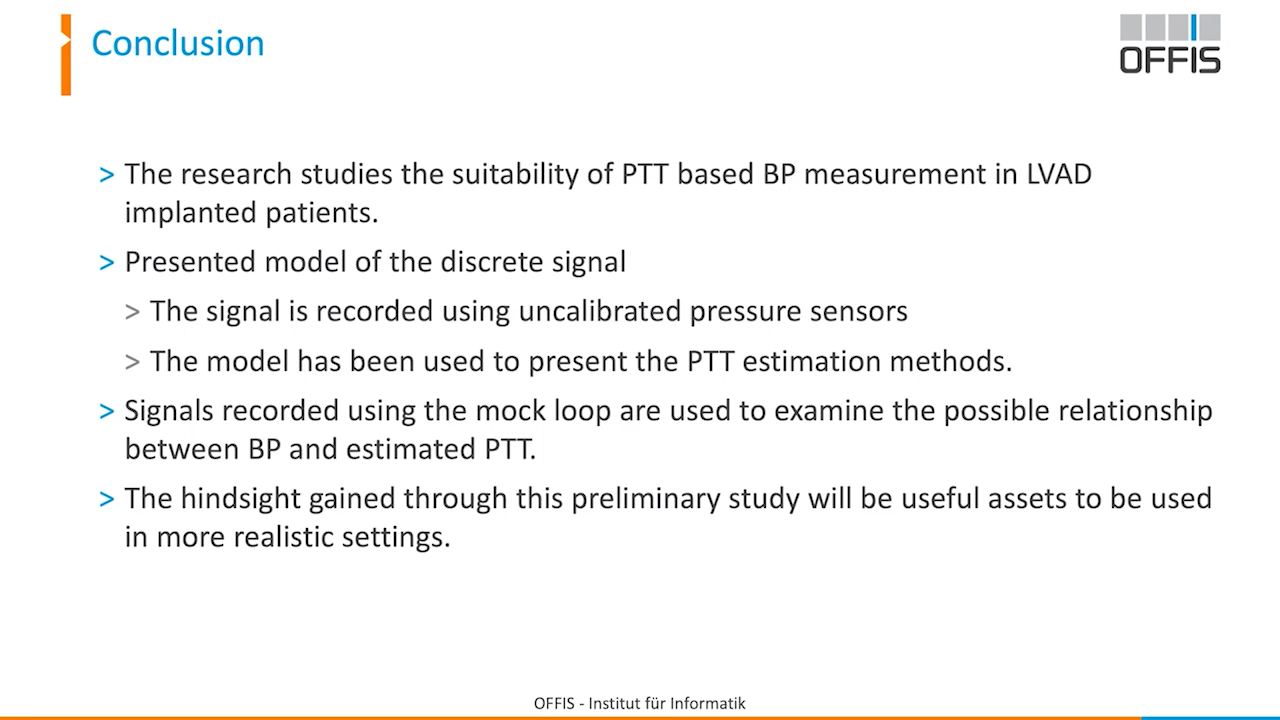 Conclusion
OFFIS
> The research studies the suitability of PTT based BP measurement in LVAD
implanted patients.
> Presented model of the discrete signal
> The signal is recorded using uncalibrated pressure sensors
> The model has been used to present the PTT estimation methods.
> Signals recorded using the mock loop are used to examine the possible relationship
between BP and estimated PTT.
> The hindsight gained through this preliminary study will be useful assets to be used
in more realistic settings.
OFFIS - Institut für Informatik